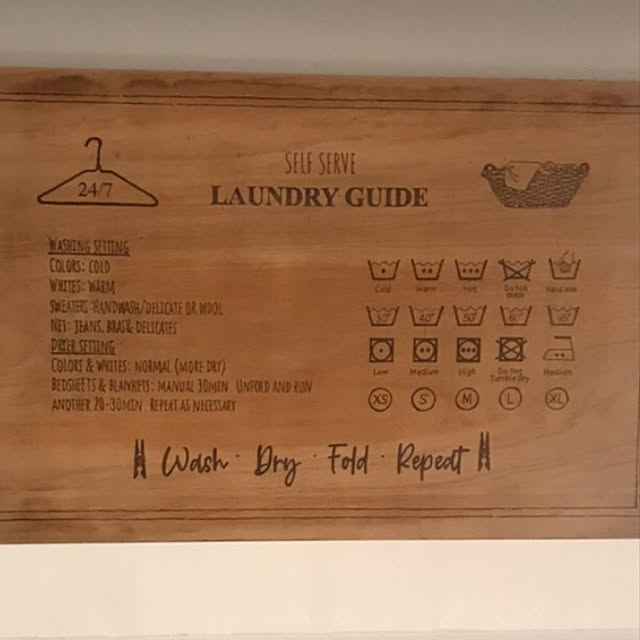 24/7
SELF SERVE
LAUNDRY GUIDE
WASHING SETTING
COLORS: COLD
WHITES: WARM
SWEATERS: HANDWASH/DELICATE OR WOOL
NET: JEANS, BRAS & DELICATES
DRYER SETTING
COLORS & WHITES: NORMAL (MORE DRY)
BEDSHEETS & BLANKETS: MANUAL 30MIN UNFOLD AND RUN
ANOTHER 20-30MIN REPEAT AS NECESSARY
Cold Warm Hot Do Not Wash Hand Wash
40° 50° 60° 95°
Low Medium High Do Not Tumble Dry Medium
XS S M L XL
Wash · Dry · Fold · Repeat